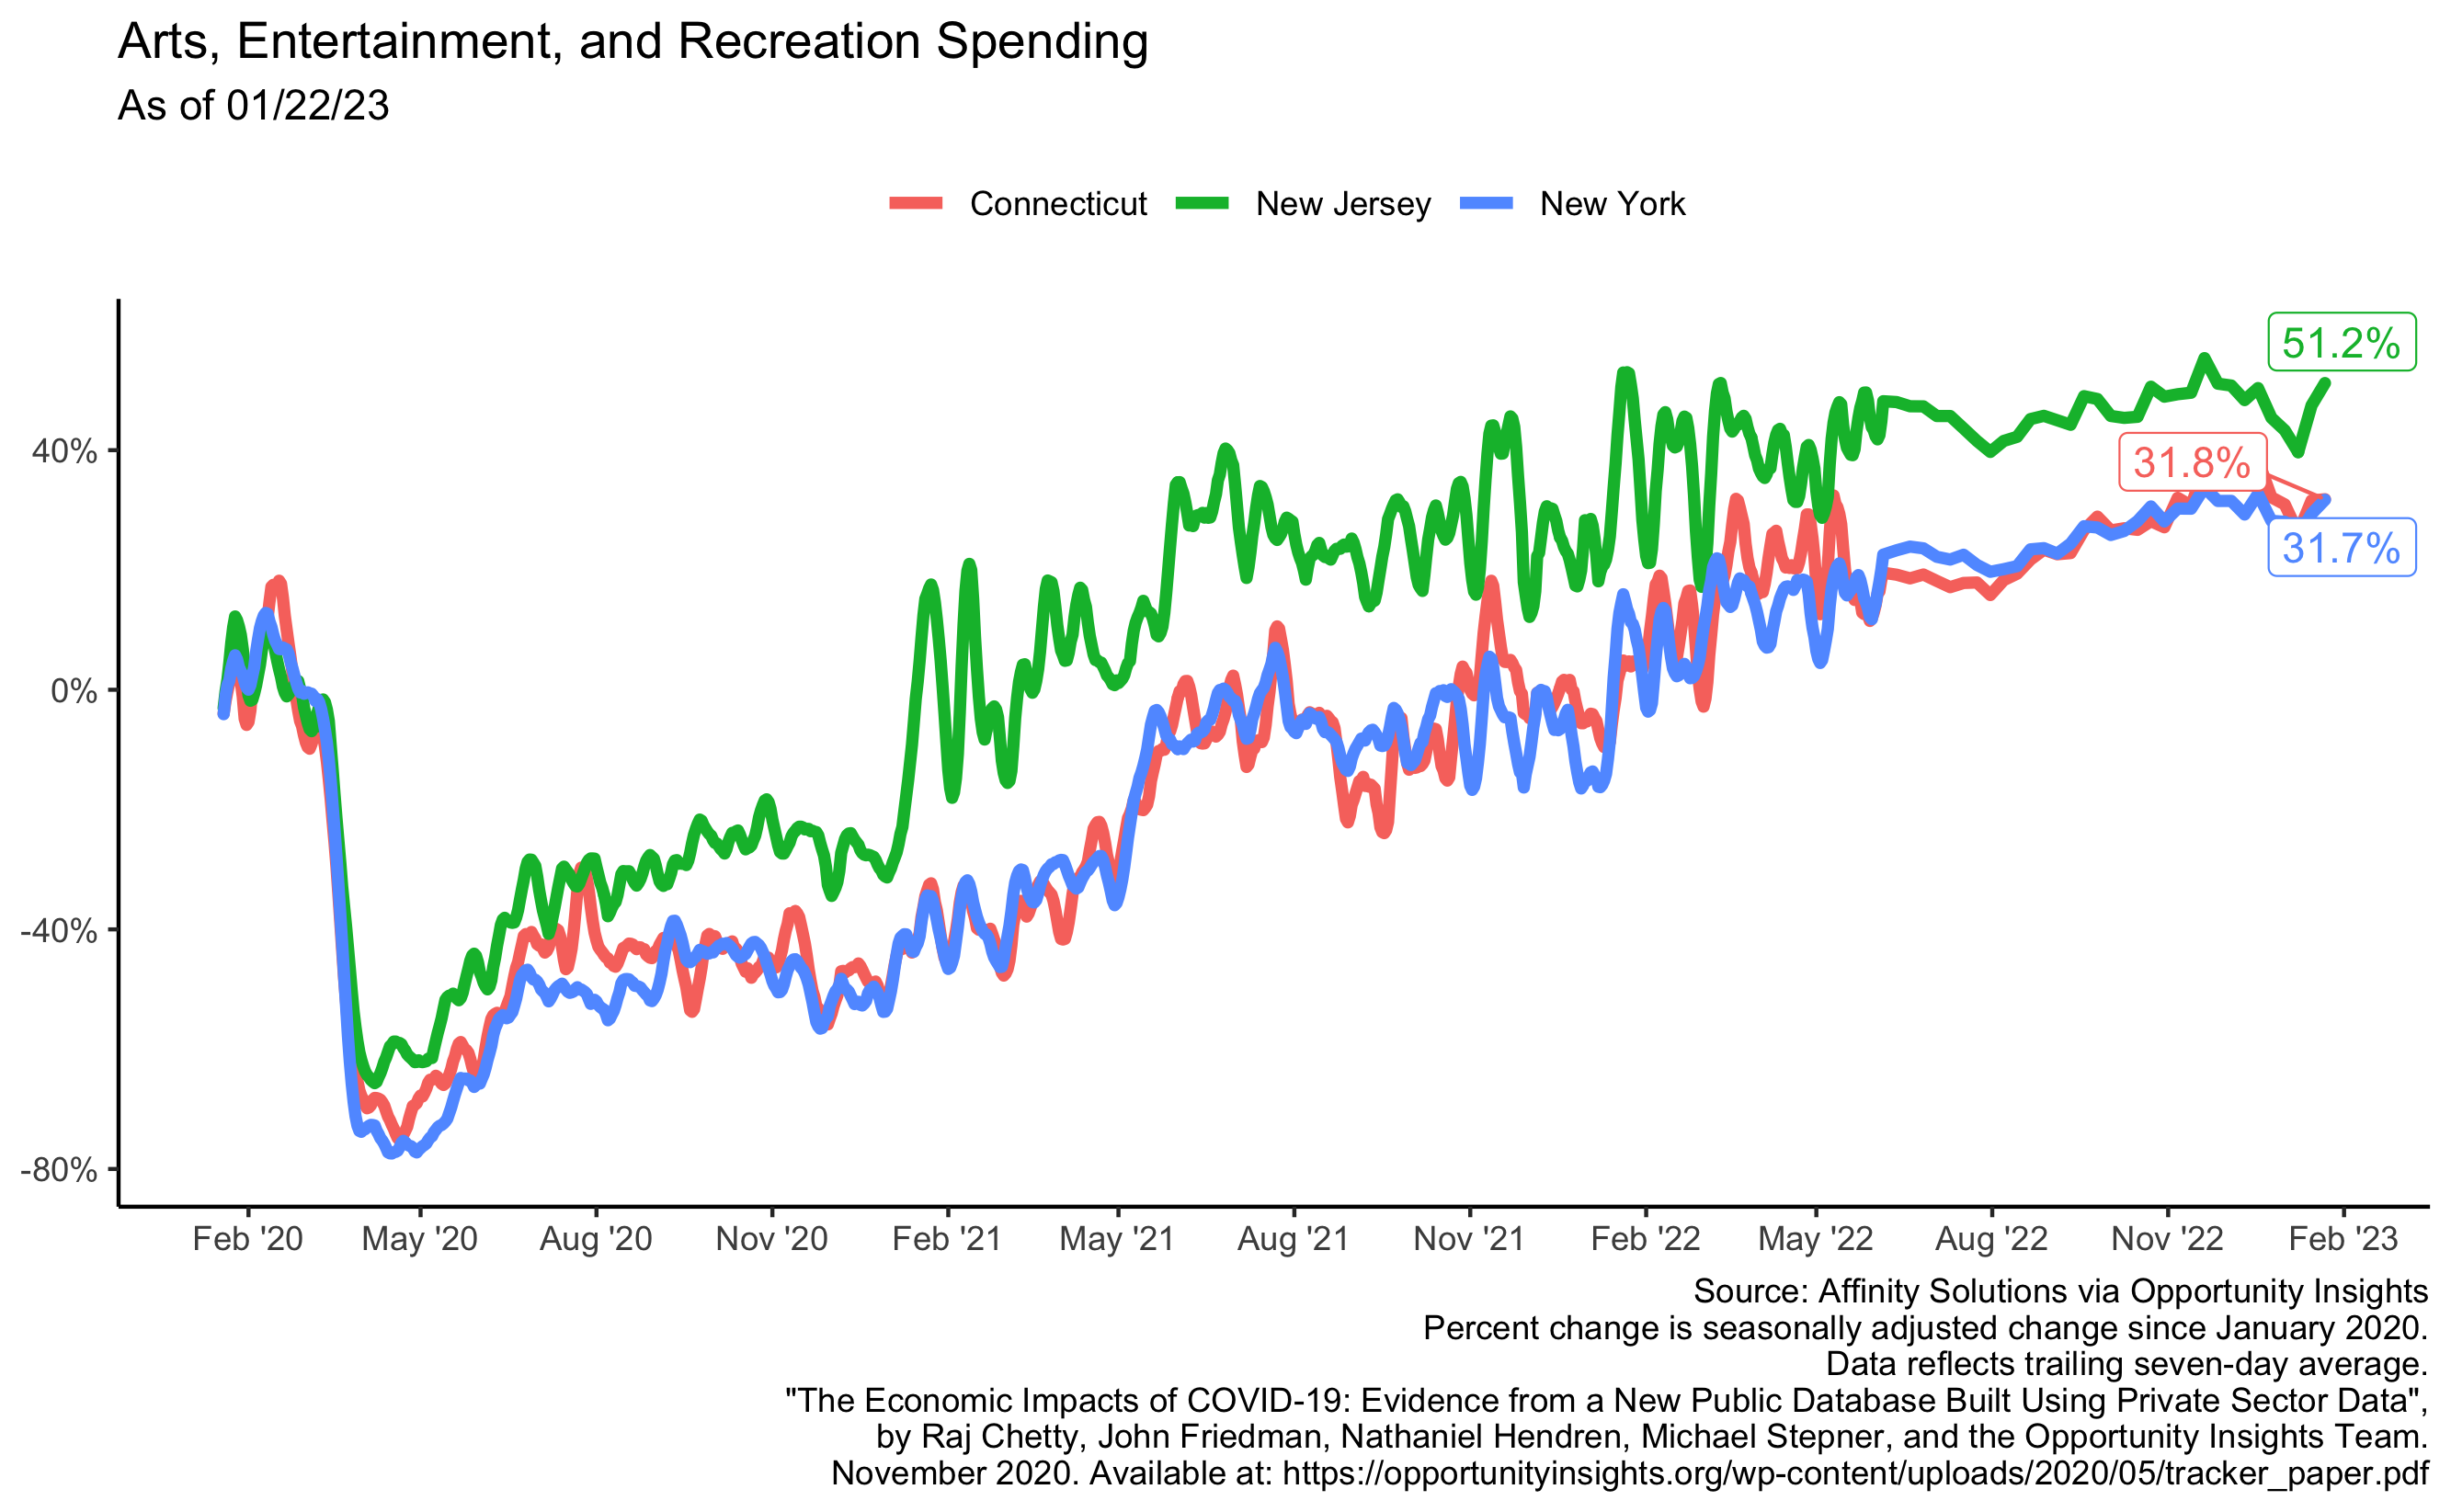 Arts, Entertainment, and Recreation Spending
As of 01/22/23
Connecticut New Jersey New York
51.2%
40%
31.8%
31.7%
0%
-40%
-80%
Feb '20 May '20 Aug '20 Nov '20 Feb '21 May '21 Aug '21 Nov '21 Feb '22 May '22 Aug '22 Nov '22 Feb '23
Source: Affinity Solutions via Opportunity Insights
Percent change is seasonally adjusted change since January 2020.
Data reflects trailing seven-day average.
"The Economic Impacts of COVID-19: Evidence from a New Public Database Built Using Private Sector Data",
by Raj Chetty, John Friedman, Nathaniel Hendren, Michael Stepner, and the Opportunity Insights Team.
November 2020. Available at: https://opportunityinsights.org/wp-content/uploads/2020/05/tracker_paper.pdf